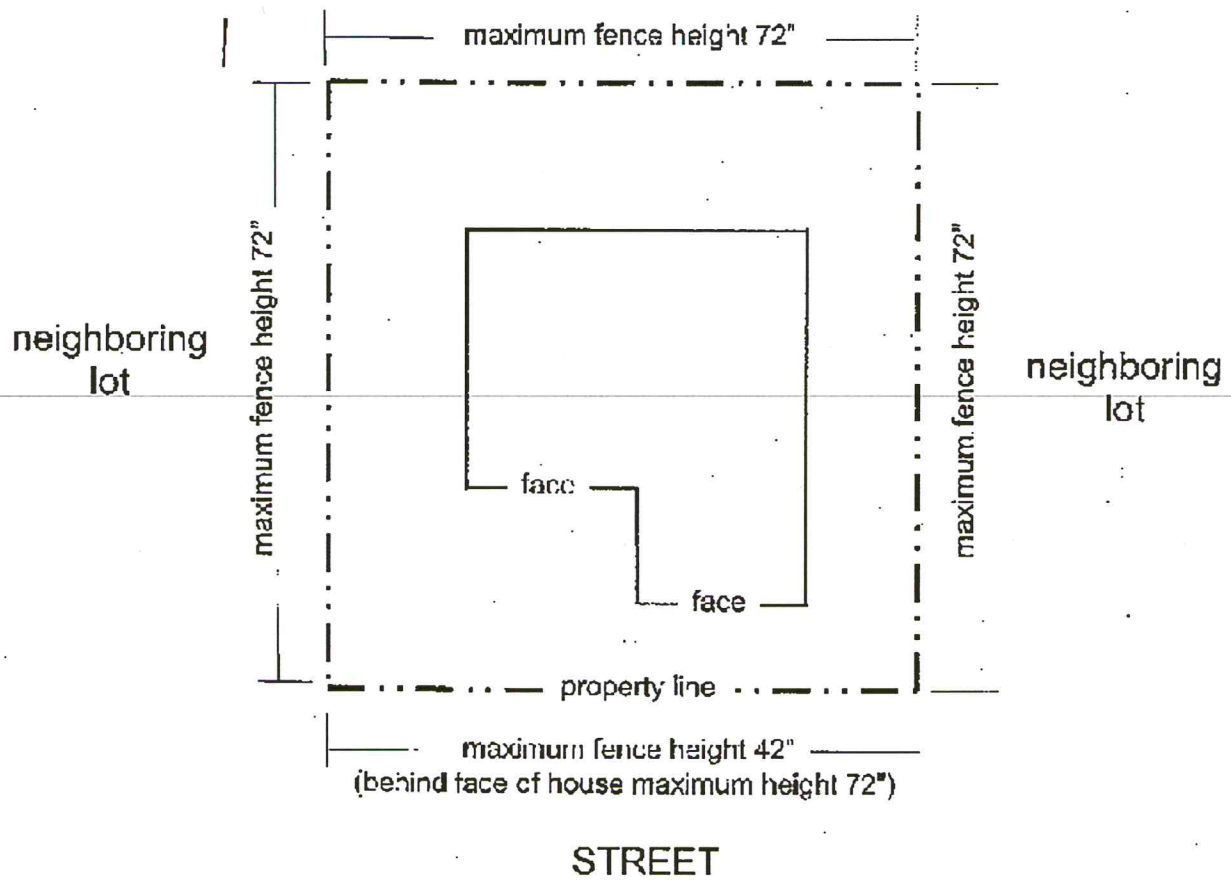 maximum fence height 72"
maximum fence height 72"
maximum fence height 72"
neighboring
lot
neighboring
lot
face
face
property line
maximum fence height 42"
(behind face of house maximum height 72")
STREET